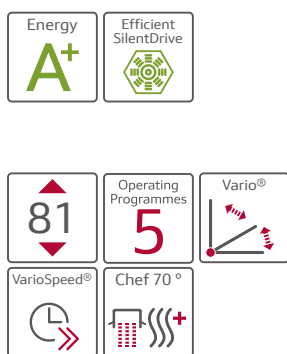 Energy
A+
Efficient
SilentDrive
81
Operating
Programmes
5
Vario®
VarioSpeed®
Chef 70 º
+